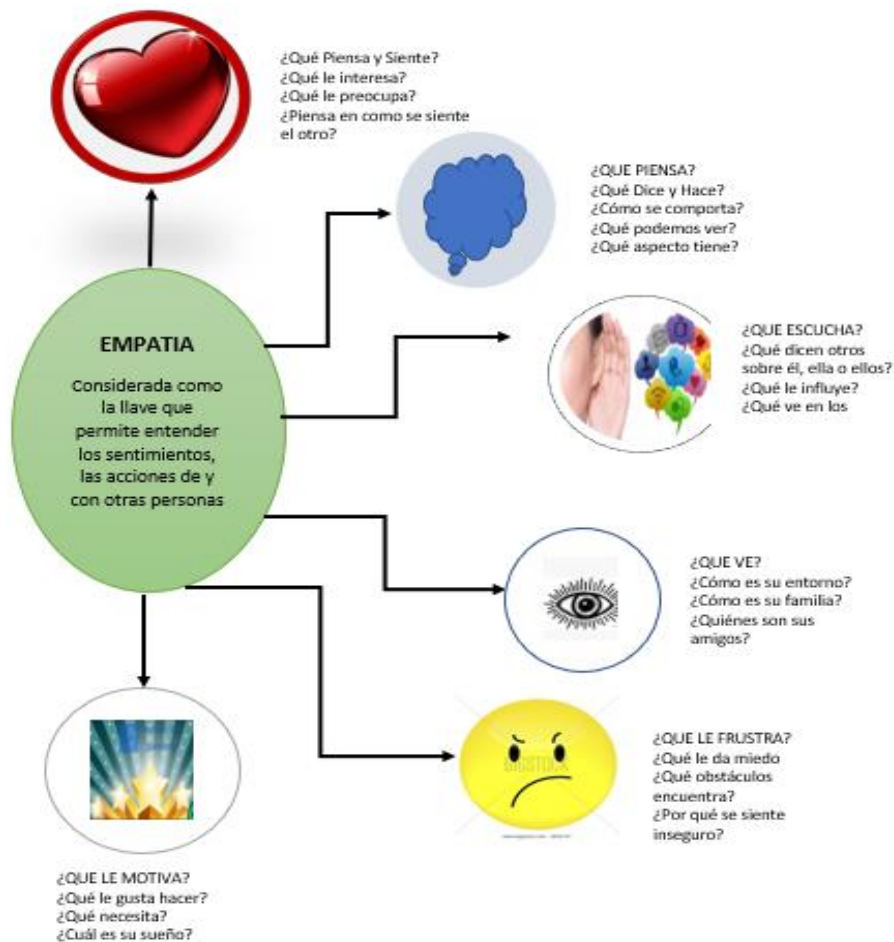 ¿Qué Piensa y Siente?
¿Qué le interesa?
¿Qué le preocupa?
¿Piensa en como se siente
el otro?
¿QUE PIENSA?
¿Qué Dice y Hace?
¿Cómo se comporta?
¿Qué podemos ver?
¿Qué aspecto tiene?
EMPATIA
Considerada como
la llave que
permite entender
los sentimientos,
las acciones de y
con otras personas
¿QUE ESCUCHA?
¿Qué dicen otros
sobre él, ella o ellos?
¿Qué le influye?
¿Qué ve en los
¿QUE VE?
¿Cómo es su entorno?
¿Cómo es su familia?
¿Quiénes son sus
amigos?
BIGSTOCK
¿QUE LE FRUSTRA?
¿Qué le da miedo
¿Qué obstáculos
encuentra?
¿Por qué se siente
inseguro?
¿QUE LE MOTIVA?
¿Qué le gusta hacer?
¿Qué necesita?
¿Cuál es su sueño?